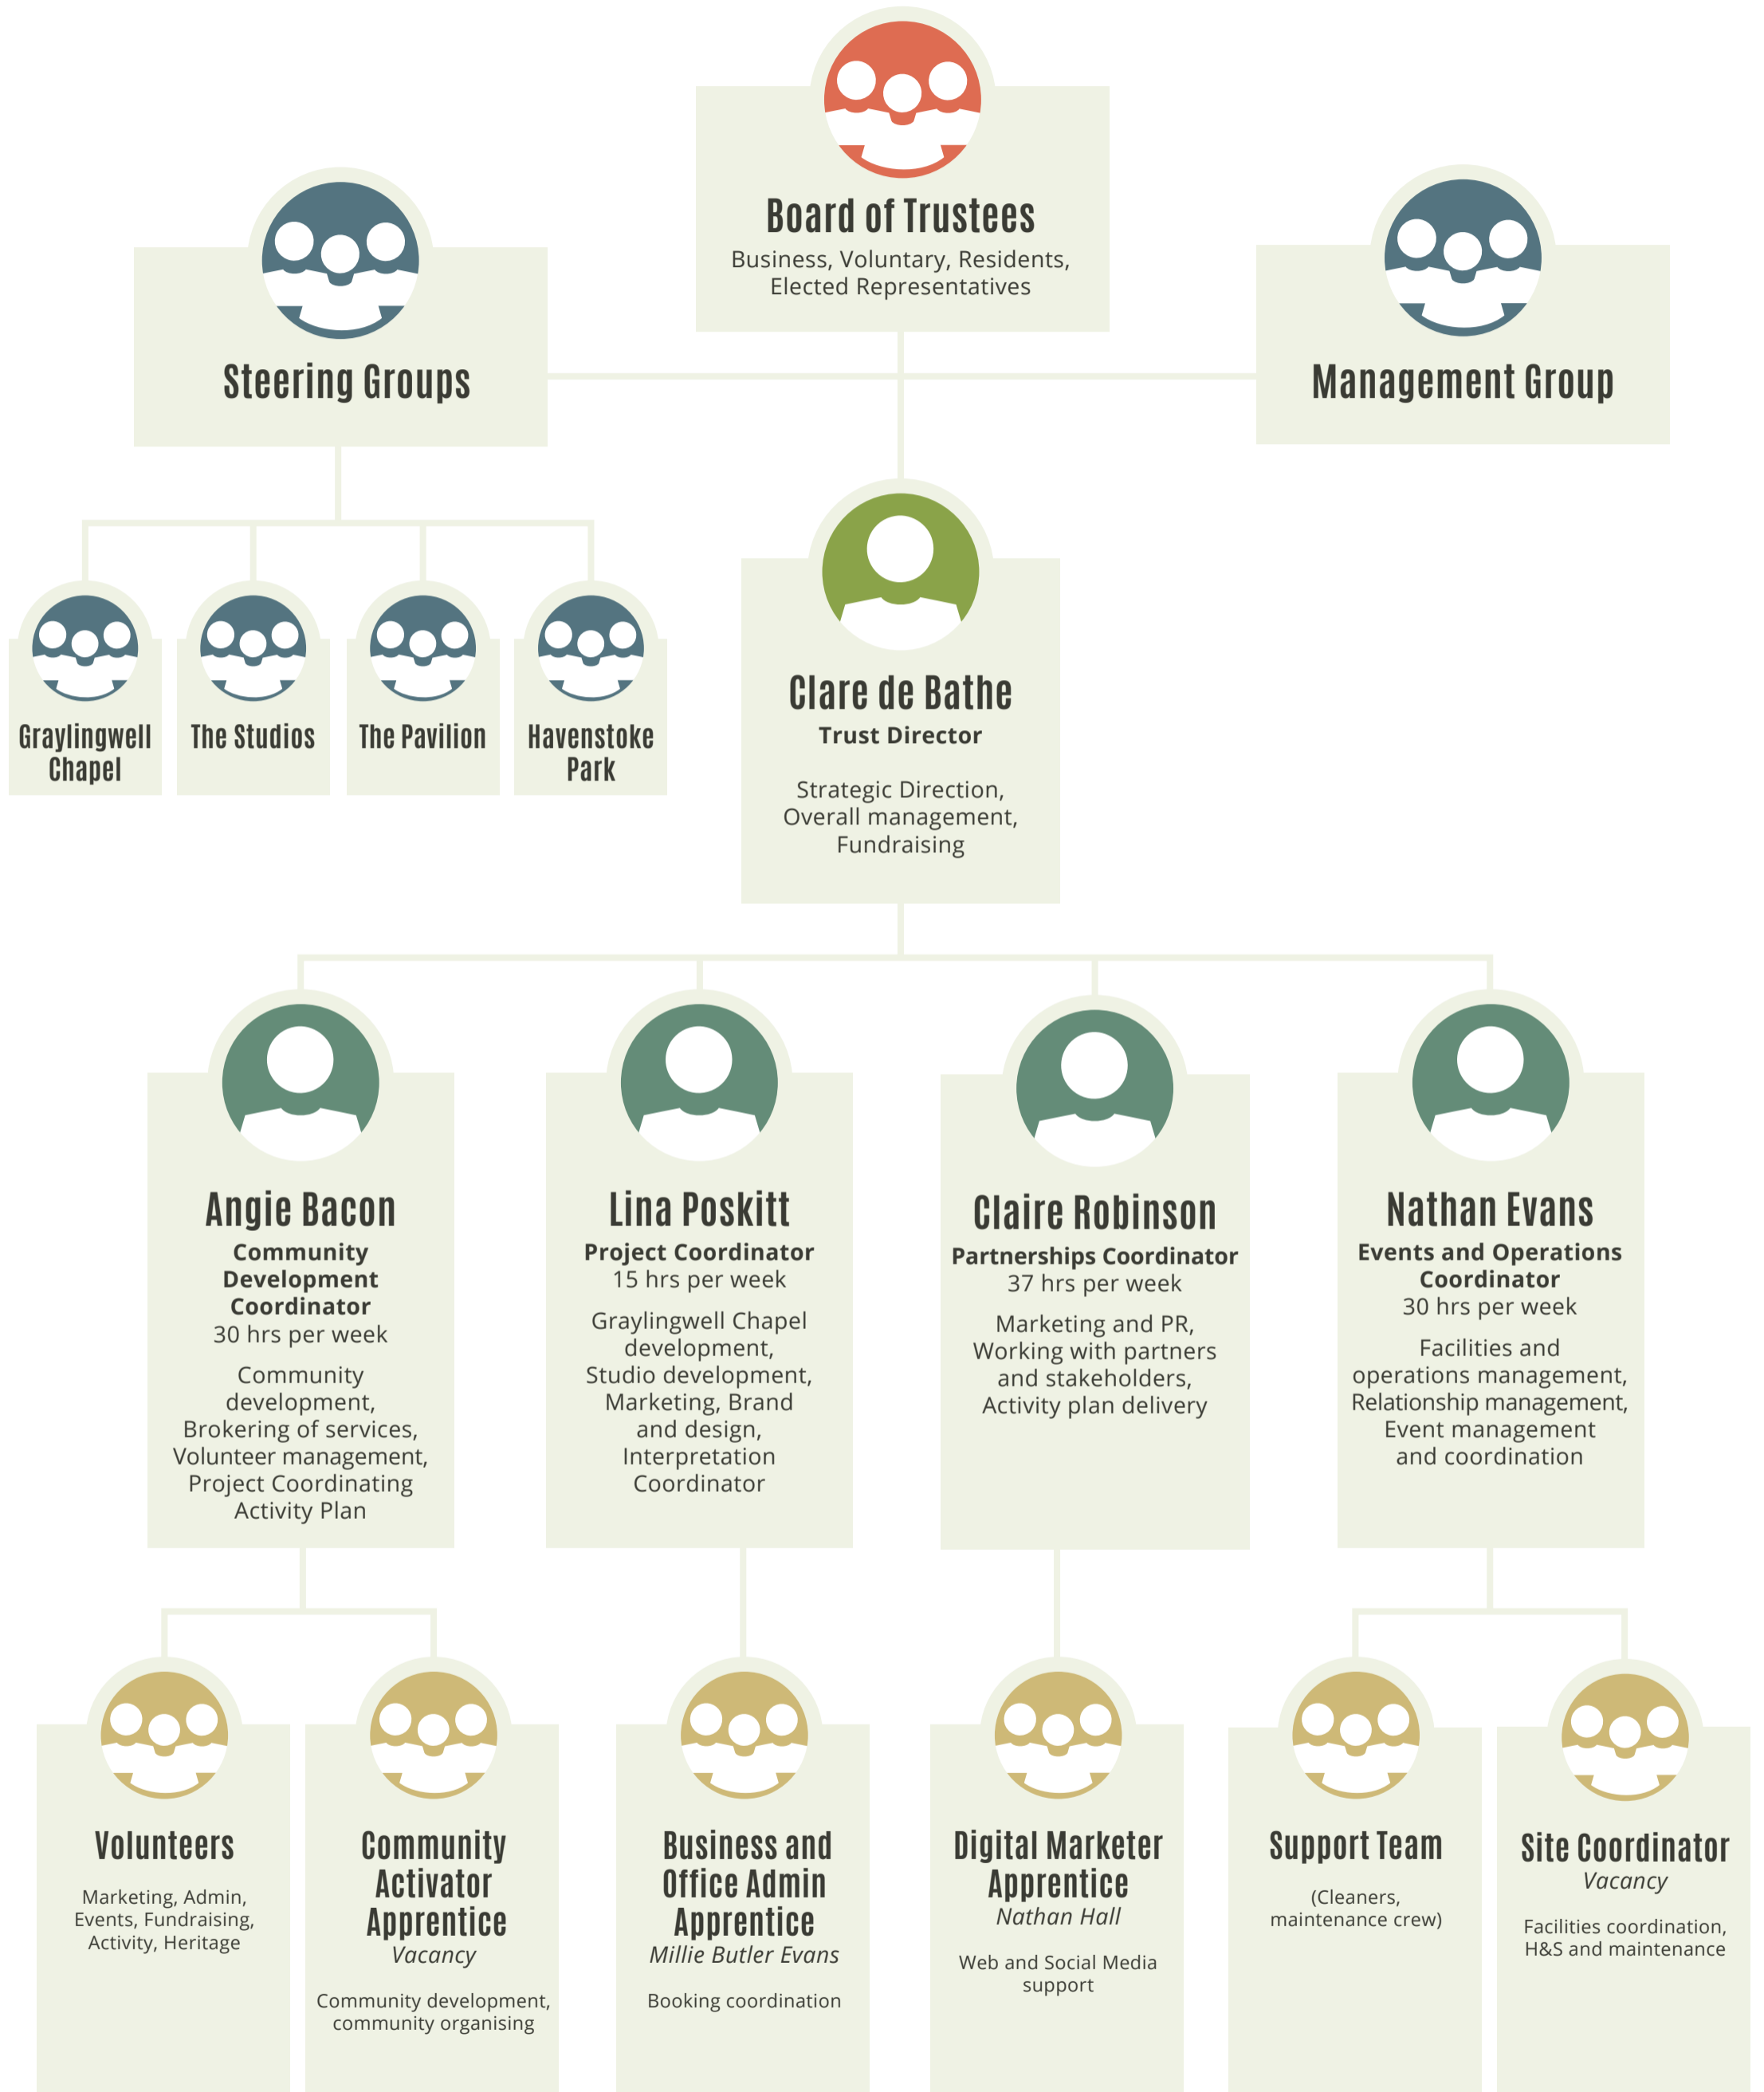 Board of Trustees
Business, Voluntary, Residents,
Elected Representatives
Steering Groups
Management Group
Graylingwell
Chapel
The Studios
The Pavilion
Havenstoke
Park
Clare de Bathe
Trust Director
Strategic Direction,
Overall management,
Fundraising
Angie Bacon
Community
Development
Coordinator
30 hrs per week
Community
development,
Brokering of services,
Volunteer management,
Project Coordinating
Activity Plan
Lina Poskitt
Project Coordinator
15 hrs per week
Graylingwell Chapel
development,
Studio development,
Marketing, Brand
and design,
Interpretation
Coordinator
Claire Robinson
Partnerships Coordinator
37 hrs per week
Marketing and PR,
Working with partners
and stakeholders,
Activity plan delivery
Nathan Evans
Events and Operations
Coordinator
30 hrs per week
Facilities and
operations management,
Relationship management,
Event management
and coordination
Volunteers
Marketing, Admin,
Events, Fundraising,
Activity, Heritage
Community
Activator
Apprentice
Vacancy
Community development,
community organising
Business and
Office Admin
Apprentice
Millie Butler Evans
Booking coordination
Digital Marketer
Apprentice
Nathan Hall
Web and Social Media
support
Support Team
(Cleaners,
maintenance crew)
Site Coordinator
Vacancy
Facilities coordination,
H&S and maintenance